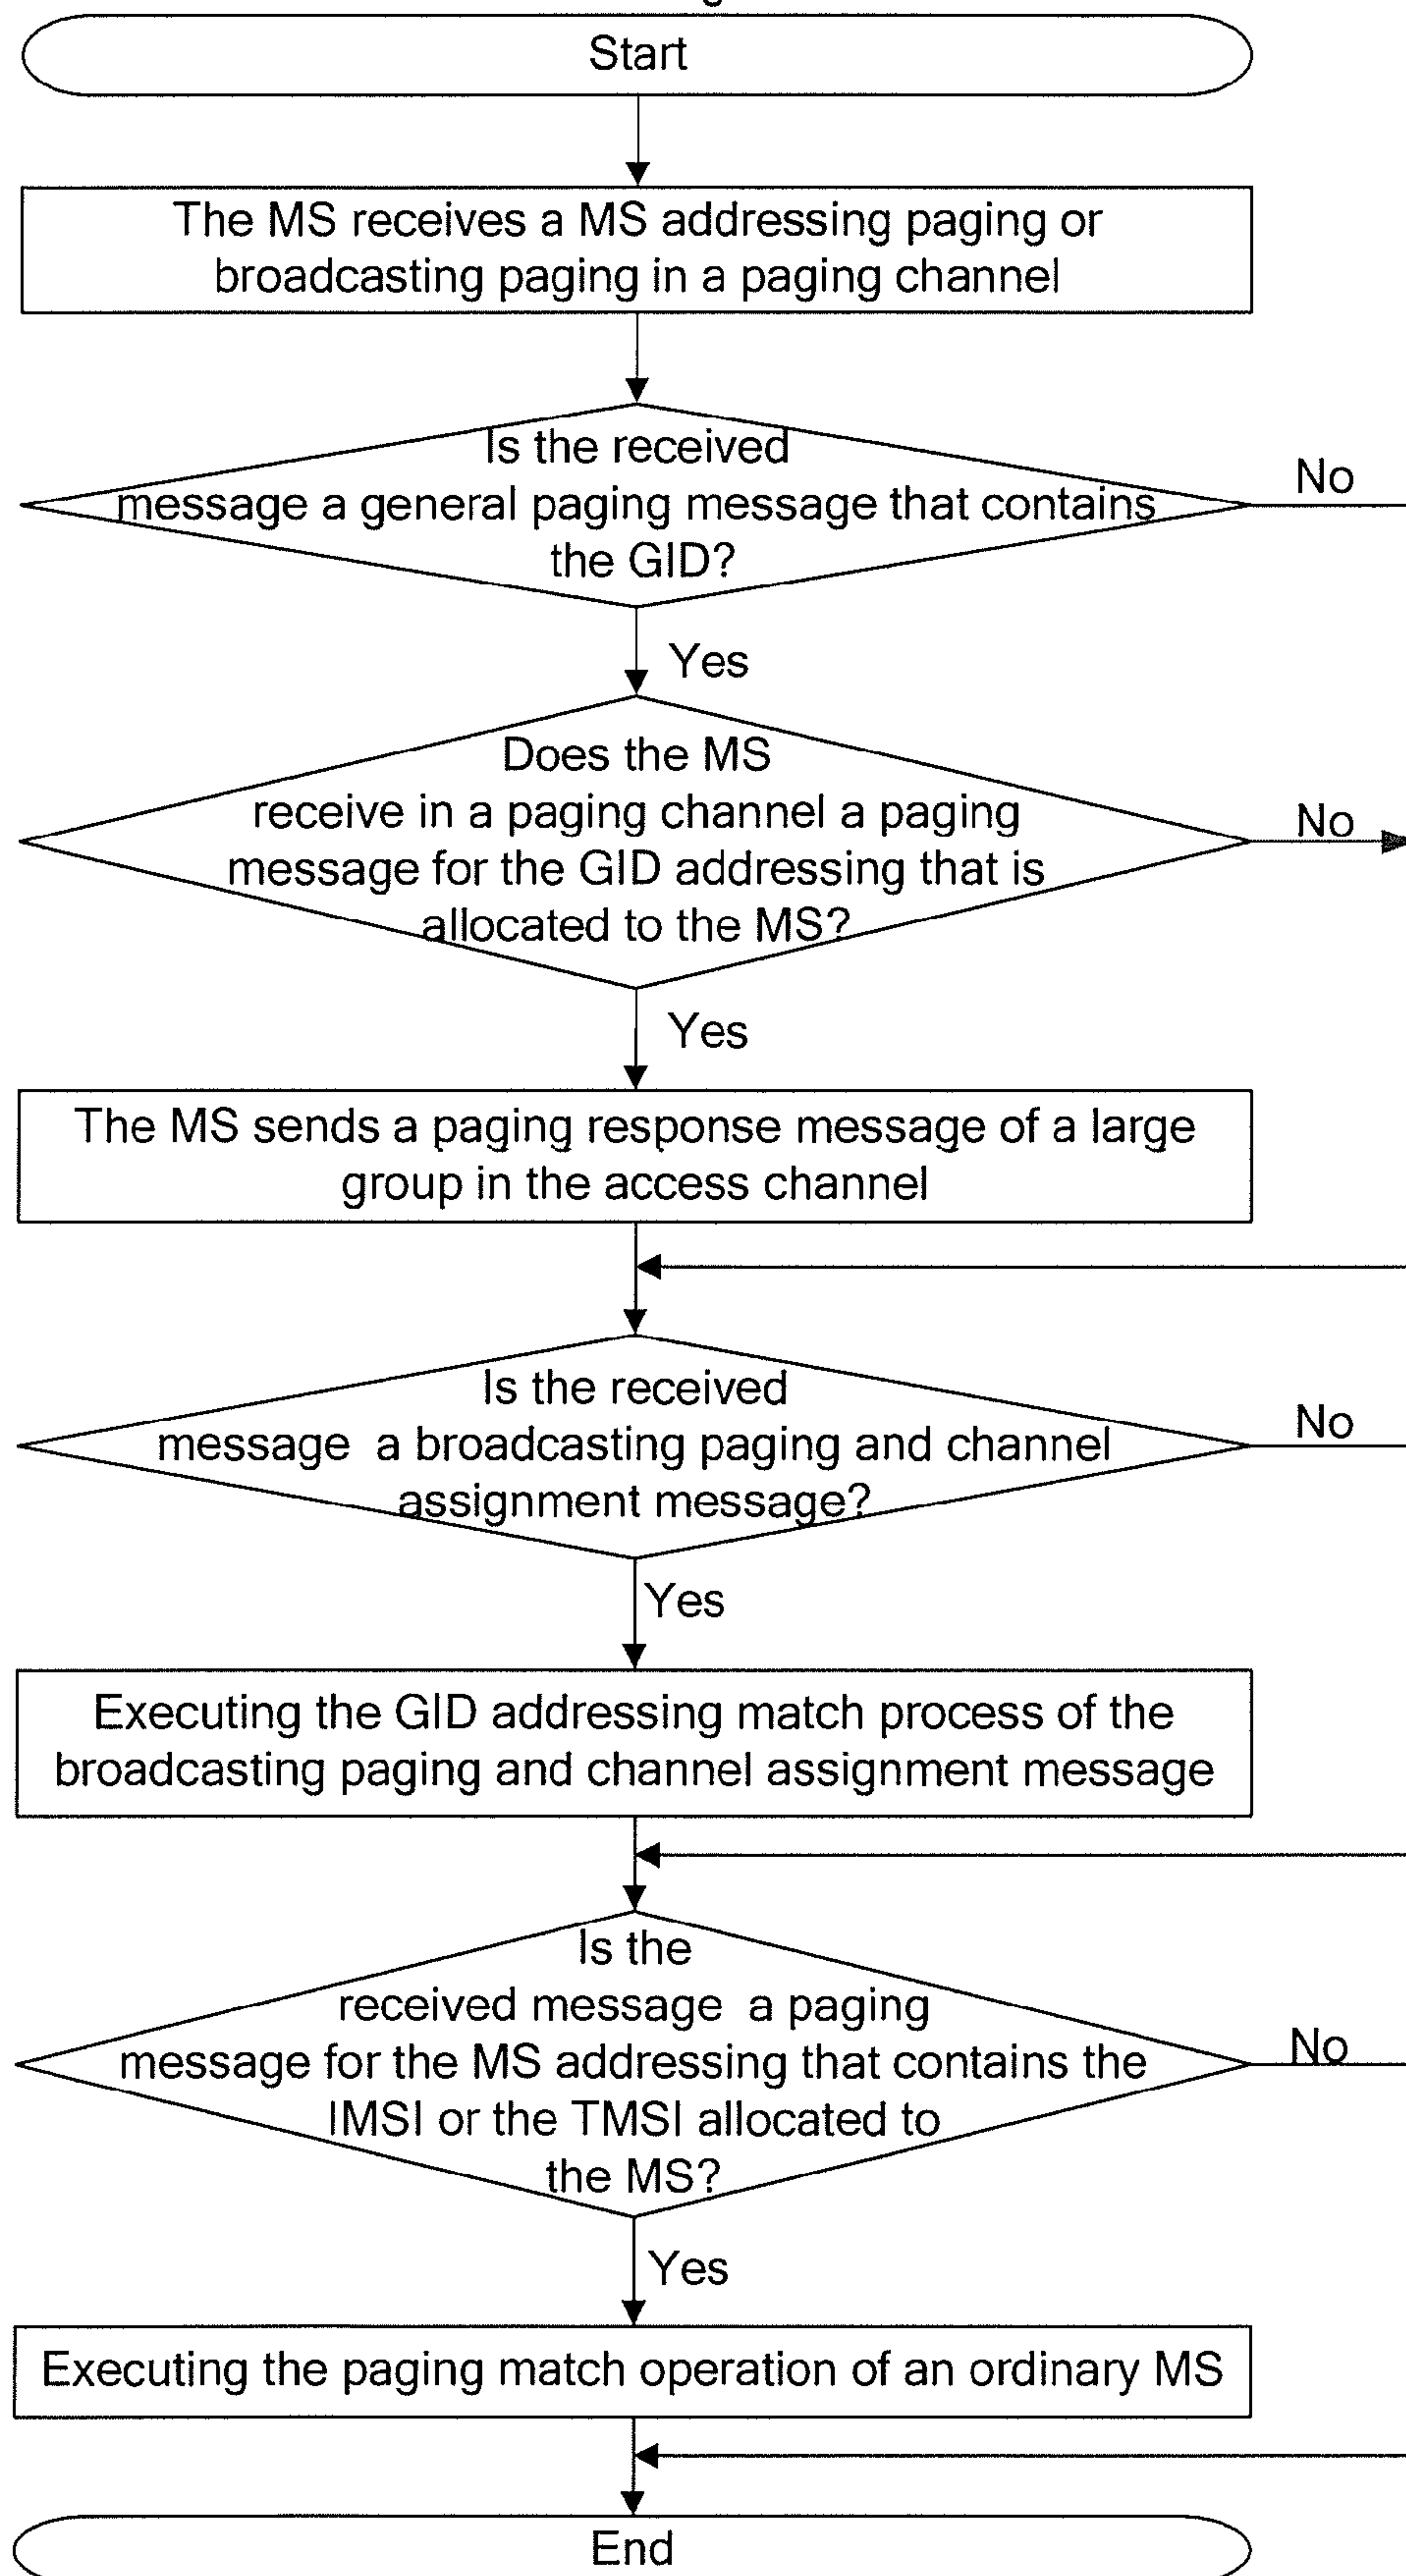 Start
The MS receives a MS addressing paging or
broadcasting paging in a paging channel
Is the received
message a general paging message that contains
the GID?
No
Yes
Does the MS
receive in a paging channel a paging
message for the GID addressing that is
allocated to the MS?
No
Yes
The MS sends a paging response message of a large
group in the access channel
Is the received
message a broadcasting paging and channel
assignment message?
No
Yes
Executing the GID addressing match process of the
broadcasting paging and channel assignment message
Is the
received message a paging
message for the MS addressing that contains the
IMSI or the TMSI allocated to
the MS?
No
Yes
Executing the paging match operation of an ordinary MS
End